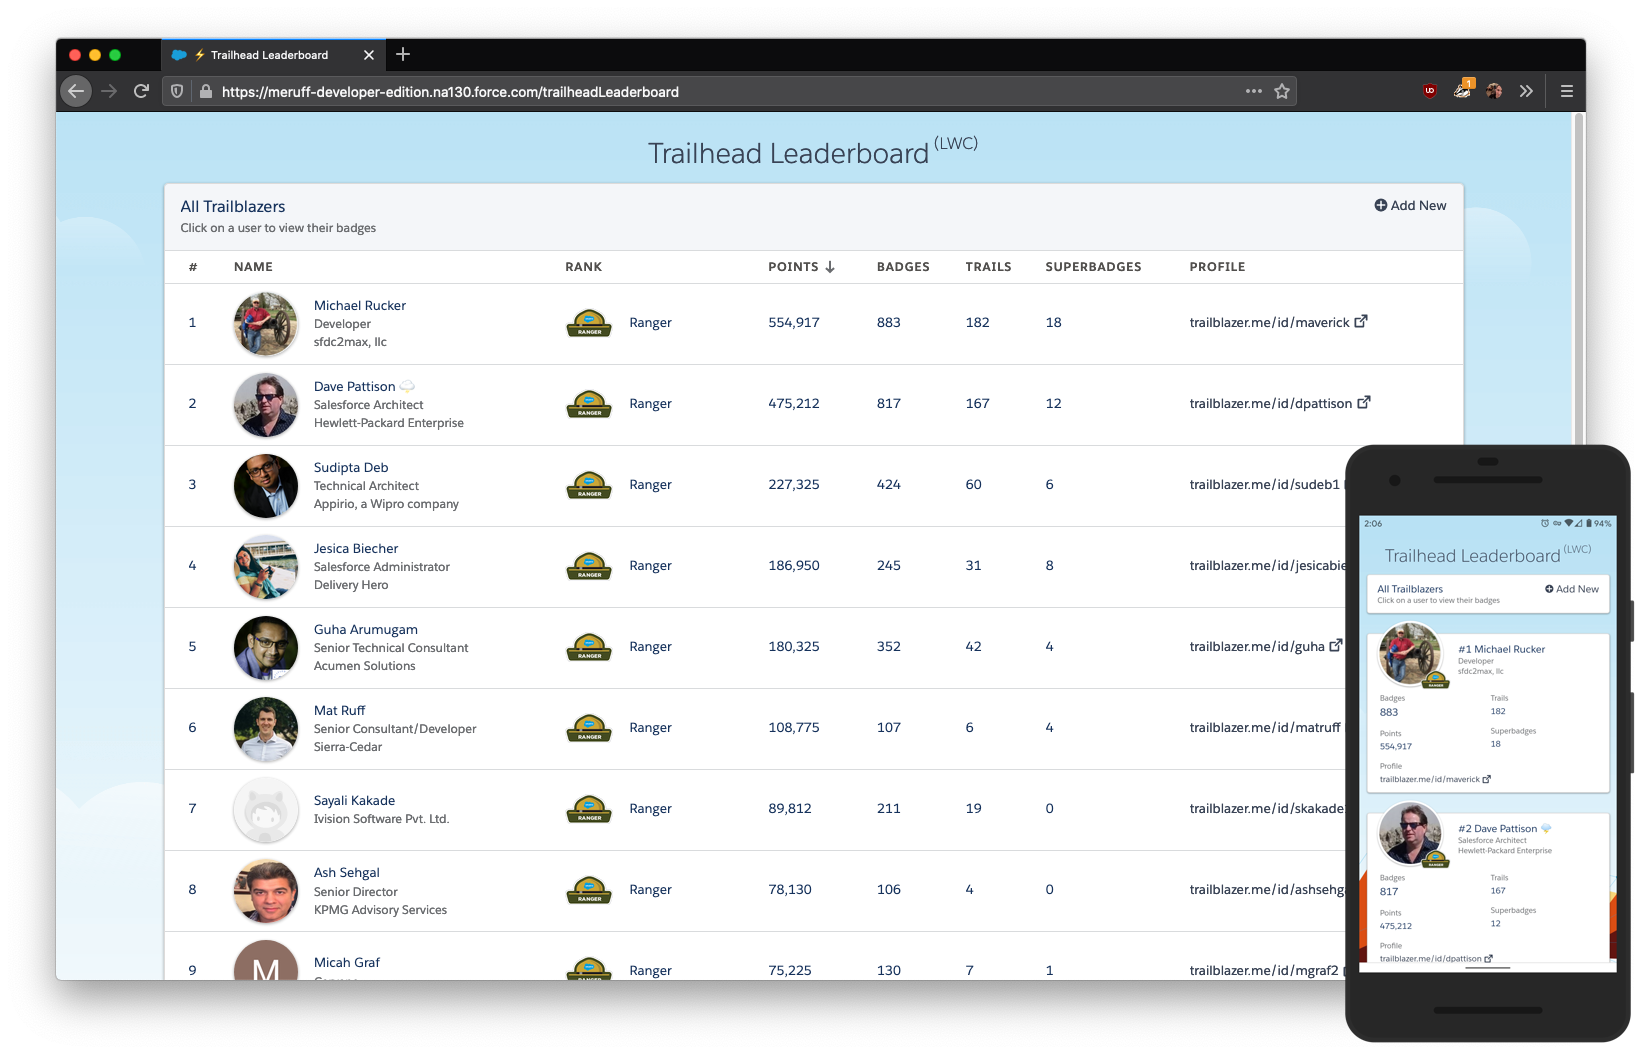 Trailhead Leaderboard
https://meruff-developer-edition.na130.force.com/trailheadLeaderboard
1
Trailhead Leaderboard (LWC)
All Trailblazers
Add New
Click on a user to view their badges
# NAME RANK POINTS BADGES TRAILS SUPERBADGES PROFILE
Michael Rucker
1 Developer RANGER Ranger 554,917 883 182 18 trailblazer.me/id/maverick
sfdc2max, llc
Dave Pattison
2 Salesforce Architect RANGER Ranger 475,212 817 167 12 trailblazer.me/id/dpattison
Hewlett-Packard Enterprise
Sudipta Deb
3 Technical Architect RANGER Ranger 227,325 424 60 6 trailblazer.me/id/sudeb1
Appirio, a Wipro company
Jesica Biecher
4 Salesforce Administrator RANGER Ranger 186,950 245 31 8 trailblazer.me/id/jesicabie
Delivery Hero
Guha Arumugam
5 Senior Technical Consultant RANGER Ranger 180,325 352 42 4 trailblazer.me/id/guha
Acumen Solutions
Mat Ruff
6 Senior Consultant/Developer RANGER Ranger 108,775 107 6 4 trailblazer.me/id/matruff
Sierra-Cedar
Sayali Kakade
7 Ivision Software Pvt. Ltd. RANGER Ranger 89,812 211 19 0 trailblazer.me/id/skakade
Ash Sehgal
8 Senior Director RANGER Ranger 78,130 106 4 0 trailblazer.me/id/ashsehg
KPMG Advisory Services
Micah Graf
9 M RANGER Ranger 75,225 130 7 1 trailblazer.me/id/mgraf2
2:06 94%
Trailhead Leaderboard (LWC)
All Trailblazers
Add New
Click on a user to view their badges
#1 Michael Rucker
Developer
sfdc2max, llc
Badges Trails
883 182
Points Superbadges
554,917 18
Profile
trailblazer.me/id/maverick
#2 Dave Pattison
Salesforce Architect
Hewlett-Packard Enterprise
Badges Trails
817 167
Points Superbadges
475,212 12
Profile
trailblazer.me/id/dpattison